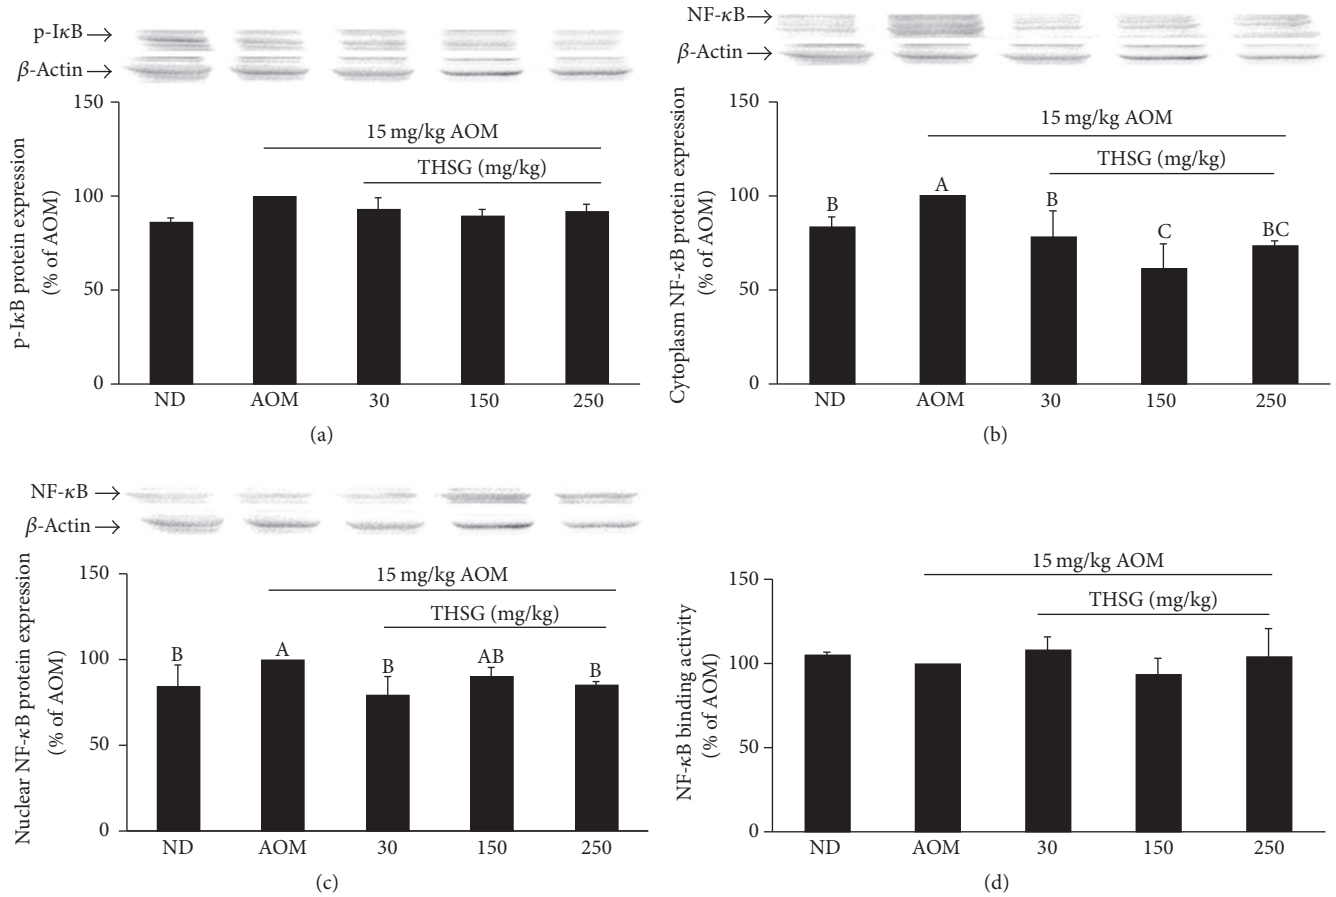 p-IκB
β-Actin
150
100
50
0
p-IκB protein expression
(% of AOM)
15 mg/kg AOM
THSG (mg/kg)
ND AOM 30 150 250
(a)
NF-κB
β-Actin
150
100
50
0
Cytoplasm NF-κB protein expression
(% of AOM)
15 mg/kg AOM
THSG (mg/kg)
B A B C BC
ND AOM 30 150 250
(b)
NF-κB
β-Actin
150
100
50
0
Nuclear NF-κB protein expression
(% of AOM)
15 mg/kg AOM
THSG (mg/kg)
B A B AB B
ND AOM 30 150 250
(c)
150
100
50
0
NF-κB binding activity
(% of AOM)
15 mg/kg AOM
THSG (mg/kg)
ND AOM 30 150 250
(d)